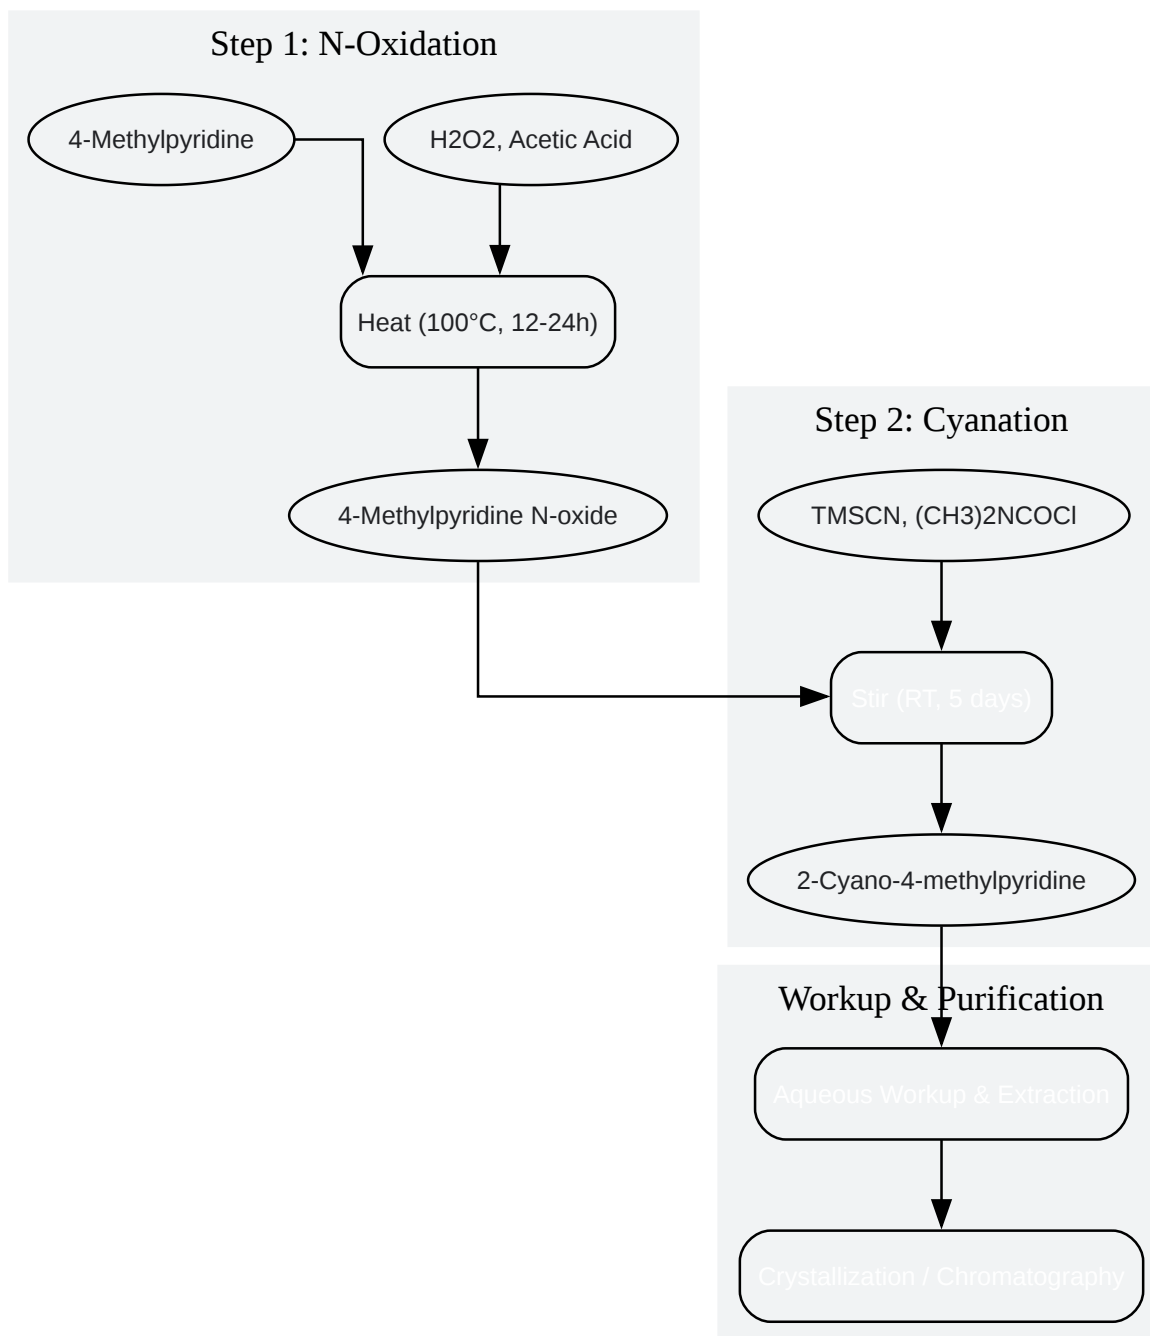 Step 1: N-Oxidation
4-Methylpyridine
H2O2, Acetic Acid
Heat (100°C, 12-24h)
4-Methylpyridine N-oxide
Step 2: Cyanation
TMSCN, (CH3)2NCOCl
Stir (RT, 5 days)
2-Cyano-4-methylpyridine
Workup & Purification
Aqueous Workup & Extraction
Crystallization / Chromatography